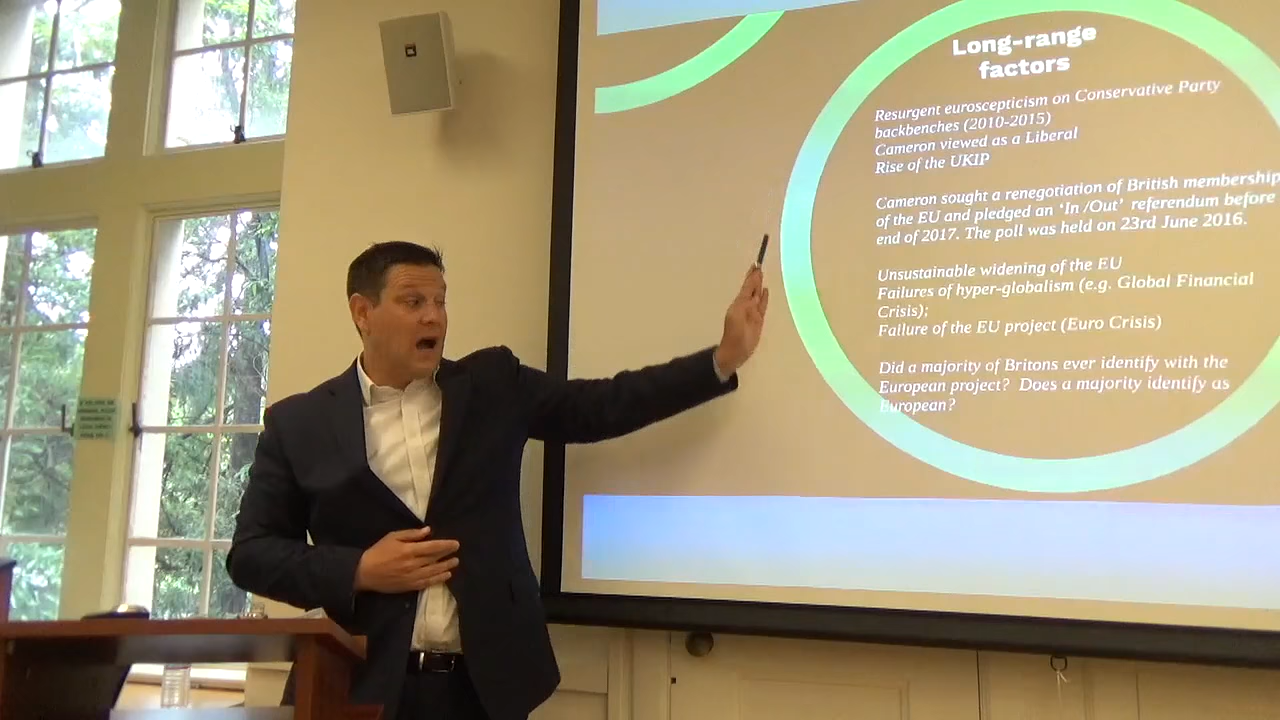 Long-range
factors
Resurgent euroscepticism on Conservative Party
backbenches (2010-2015)
Cameron viewed as a Liberal
Rise of the UKIP
Cameron sought a renegotiation of British membership
of the EU and pledged an ‘In /Out’ referendum before
end of 2017. The poll was held on 23rd June 2016.
Unsustainable widening of the EU
Failures of hyper-globalism (e.g. Global Financial
Crisis);
Failure of the EU project (Euro Crisis)
Did a majority of Britons ever identify with the
European project? Does a majority identify as
European?